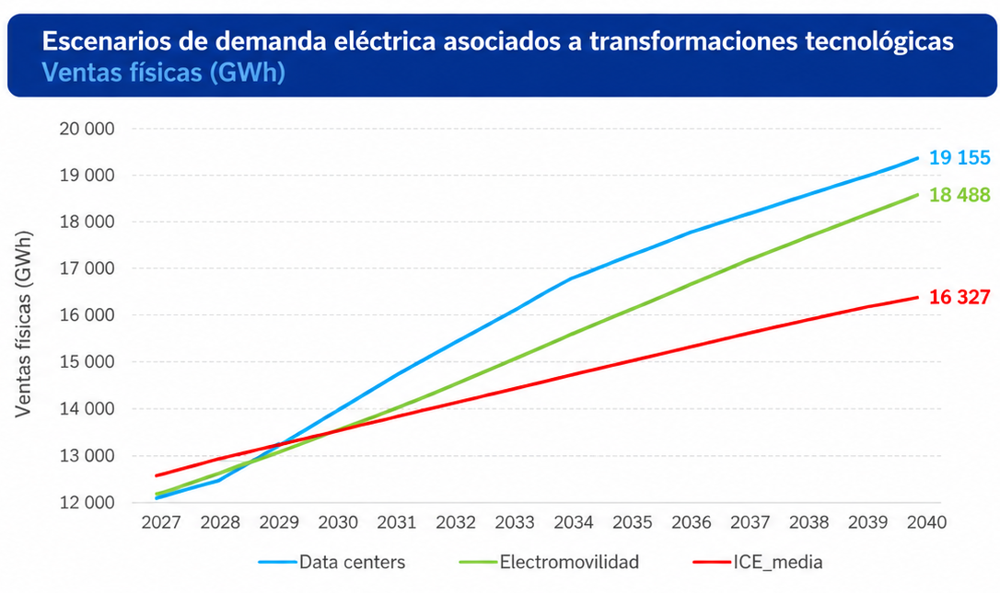 Escenarios de demanda eléctrica asociados a transformaciones tecnológicas
Ventas físicas (GWh)
Ventas físicas (GWh)
20 000
19 000
18 000
17 000
16 000
15 000
14 000
13 000
12 000
19 155
18 488
16 327
2027 2028 2029 2030 2031 2032 2033 2034 2035 2036 2037 2038 2039 2040
Data centers Electromovilidad ICE_media